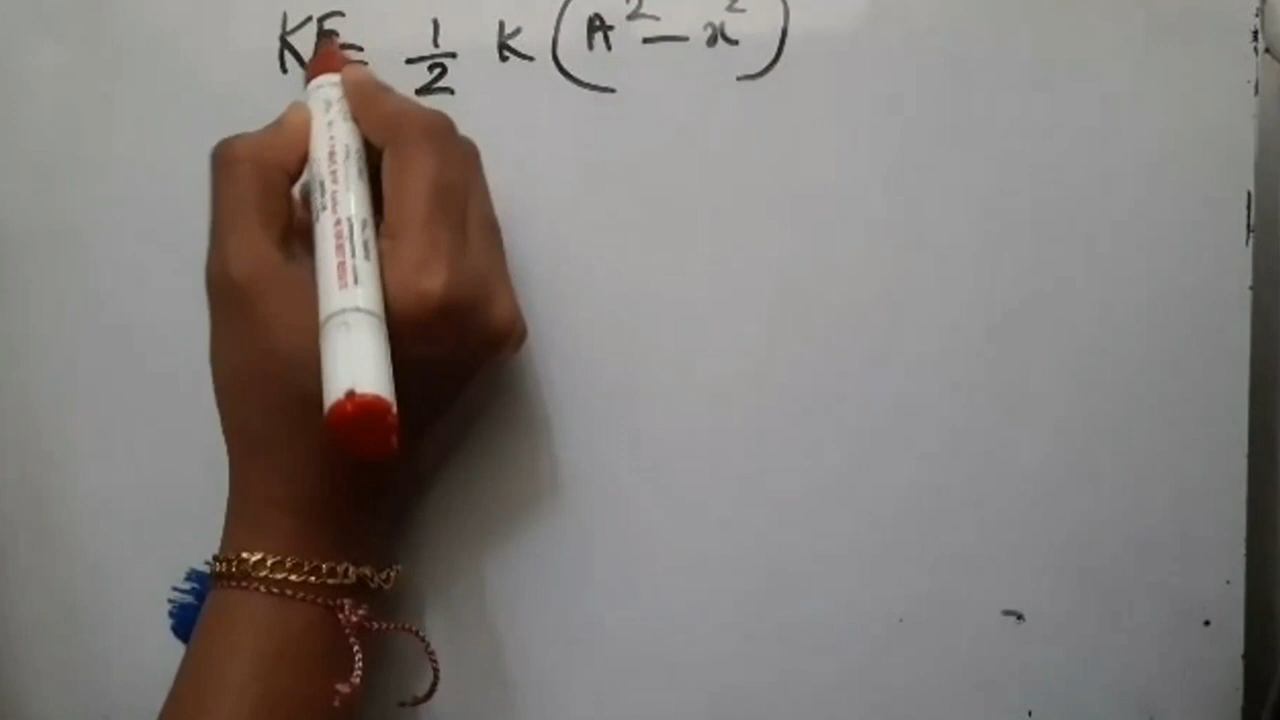 KE = 1/2 K (A² - x²)